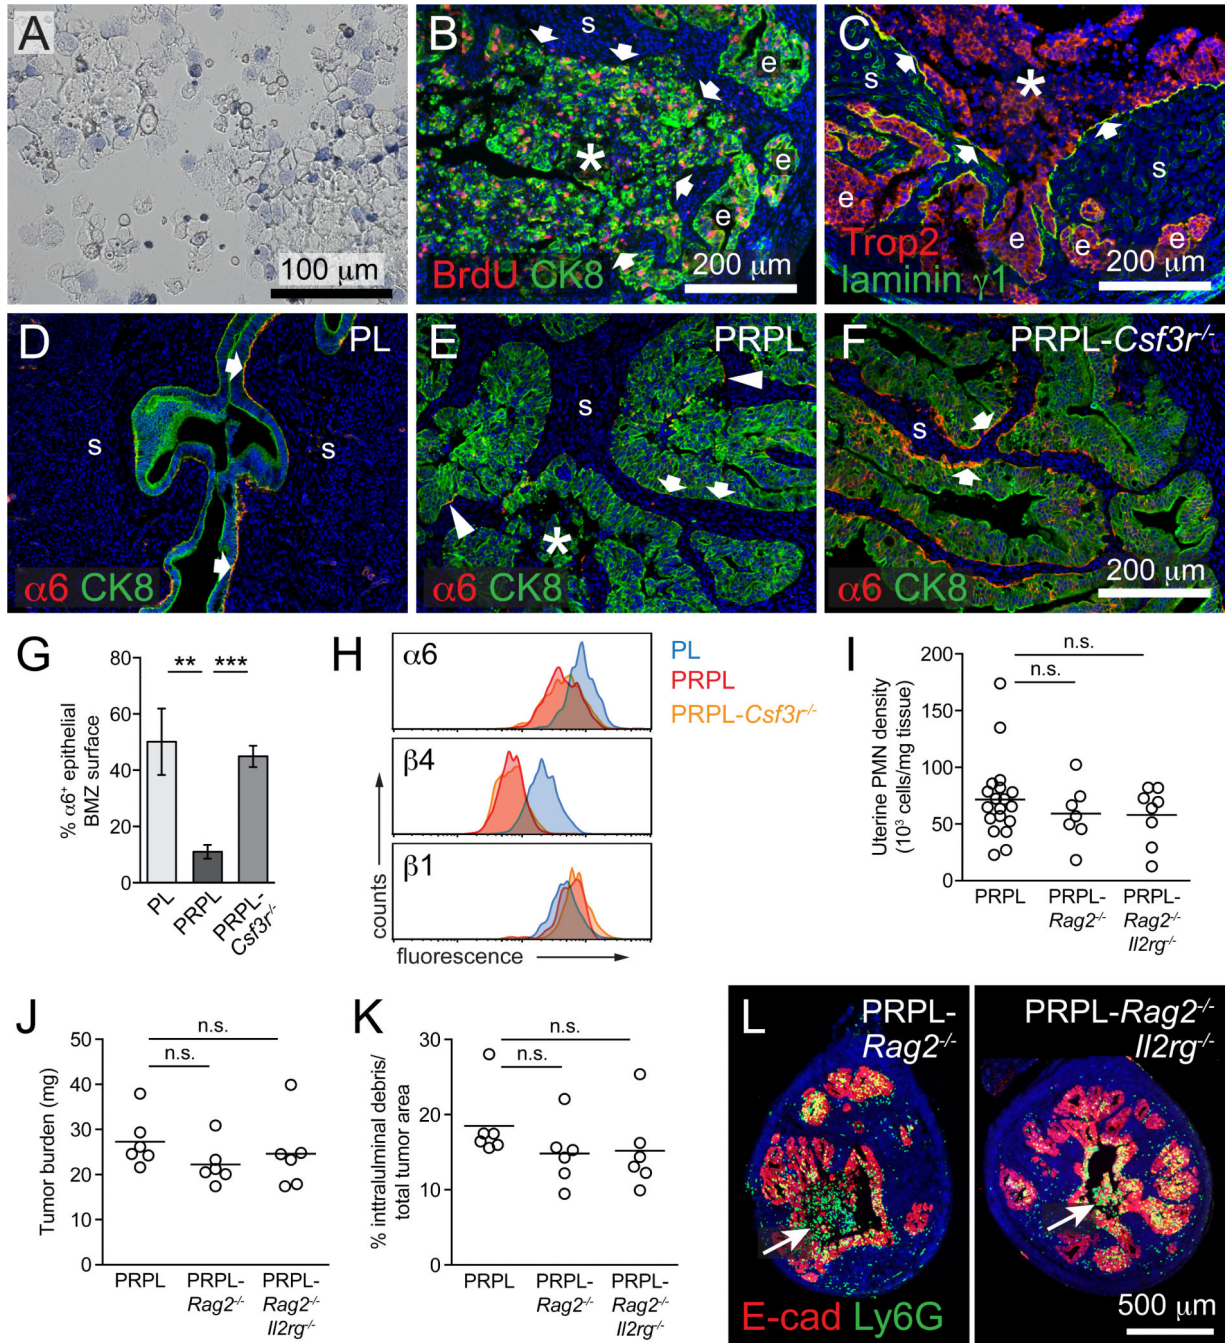 A
100 μm
B
s
e
e
e
*
BrdU CK8
200 μm
C
s
*
s
e
e
e
e
Trop2
laminin γ1
200 μm
D
PL
s
s
α6 CK8
E
PRPL
s
*
α6 CK8
F
PRPL-Csf3r-/-
s
200 μm
α6 CK8
G
% α6+ epithelial
BMZ surface
80
60
40
20
0
** ***
PL
PRPL
PRPL-
Csf3r-/-
H
α6
β4
β1
counts
fluorescence
PL
PRPL
PRPL-Csf3r-/-
I
Uterine PMN density
(10³ cells/mg tissue)
200
150
100
50
0
n.s.
n.s.
PRPL
PRPL-
Rag2-/-
PRPL-
Rag2-/-
Il2rg-/-
J
Tumor burden (mg)
50
40
30
20
10
0
n.s.
n.s.
PRPL
PRPL-
Rag2-/-
PRPL-
Rag2-/-
Il2rg-/-
K
% inttralulminal debris/
total tumor area
30
20
10
0
n.s.
n.s.
PRPL
PRPL-
Rag2-/-
PRPL-
Rag2-/-
Il2rg-/-
L
PRPL-
Rag2-/-
E-cad Ly6G
PRPL-Rag2-/-
Il2rg-/-
500 μm